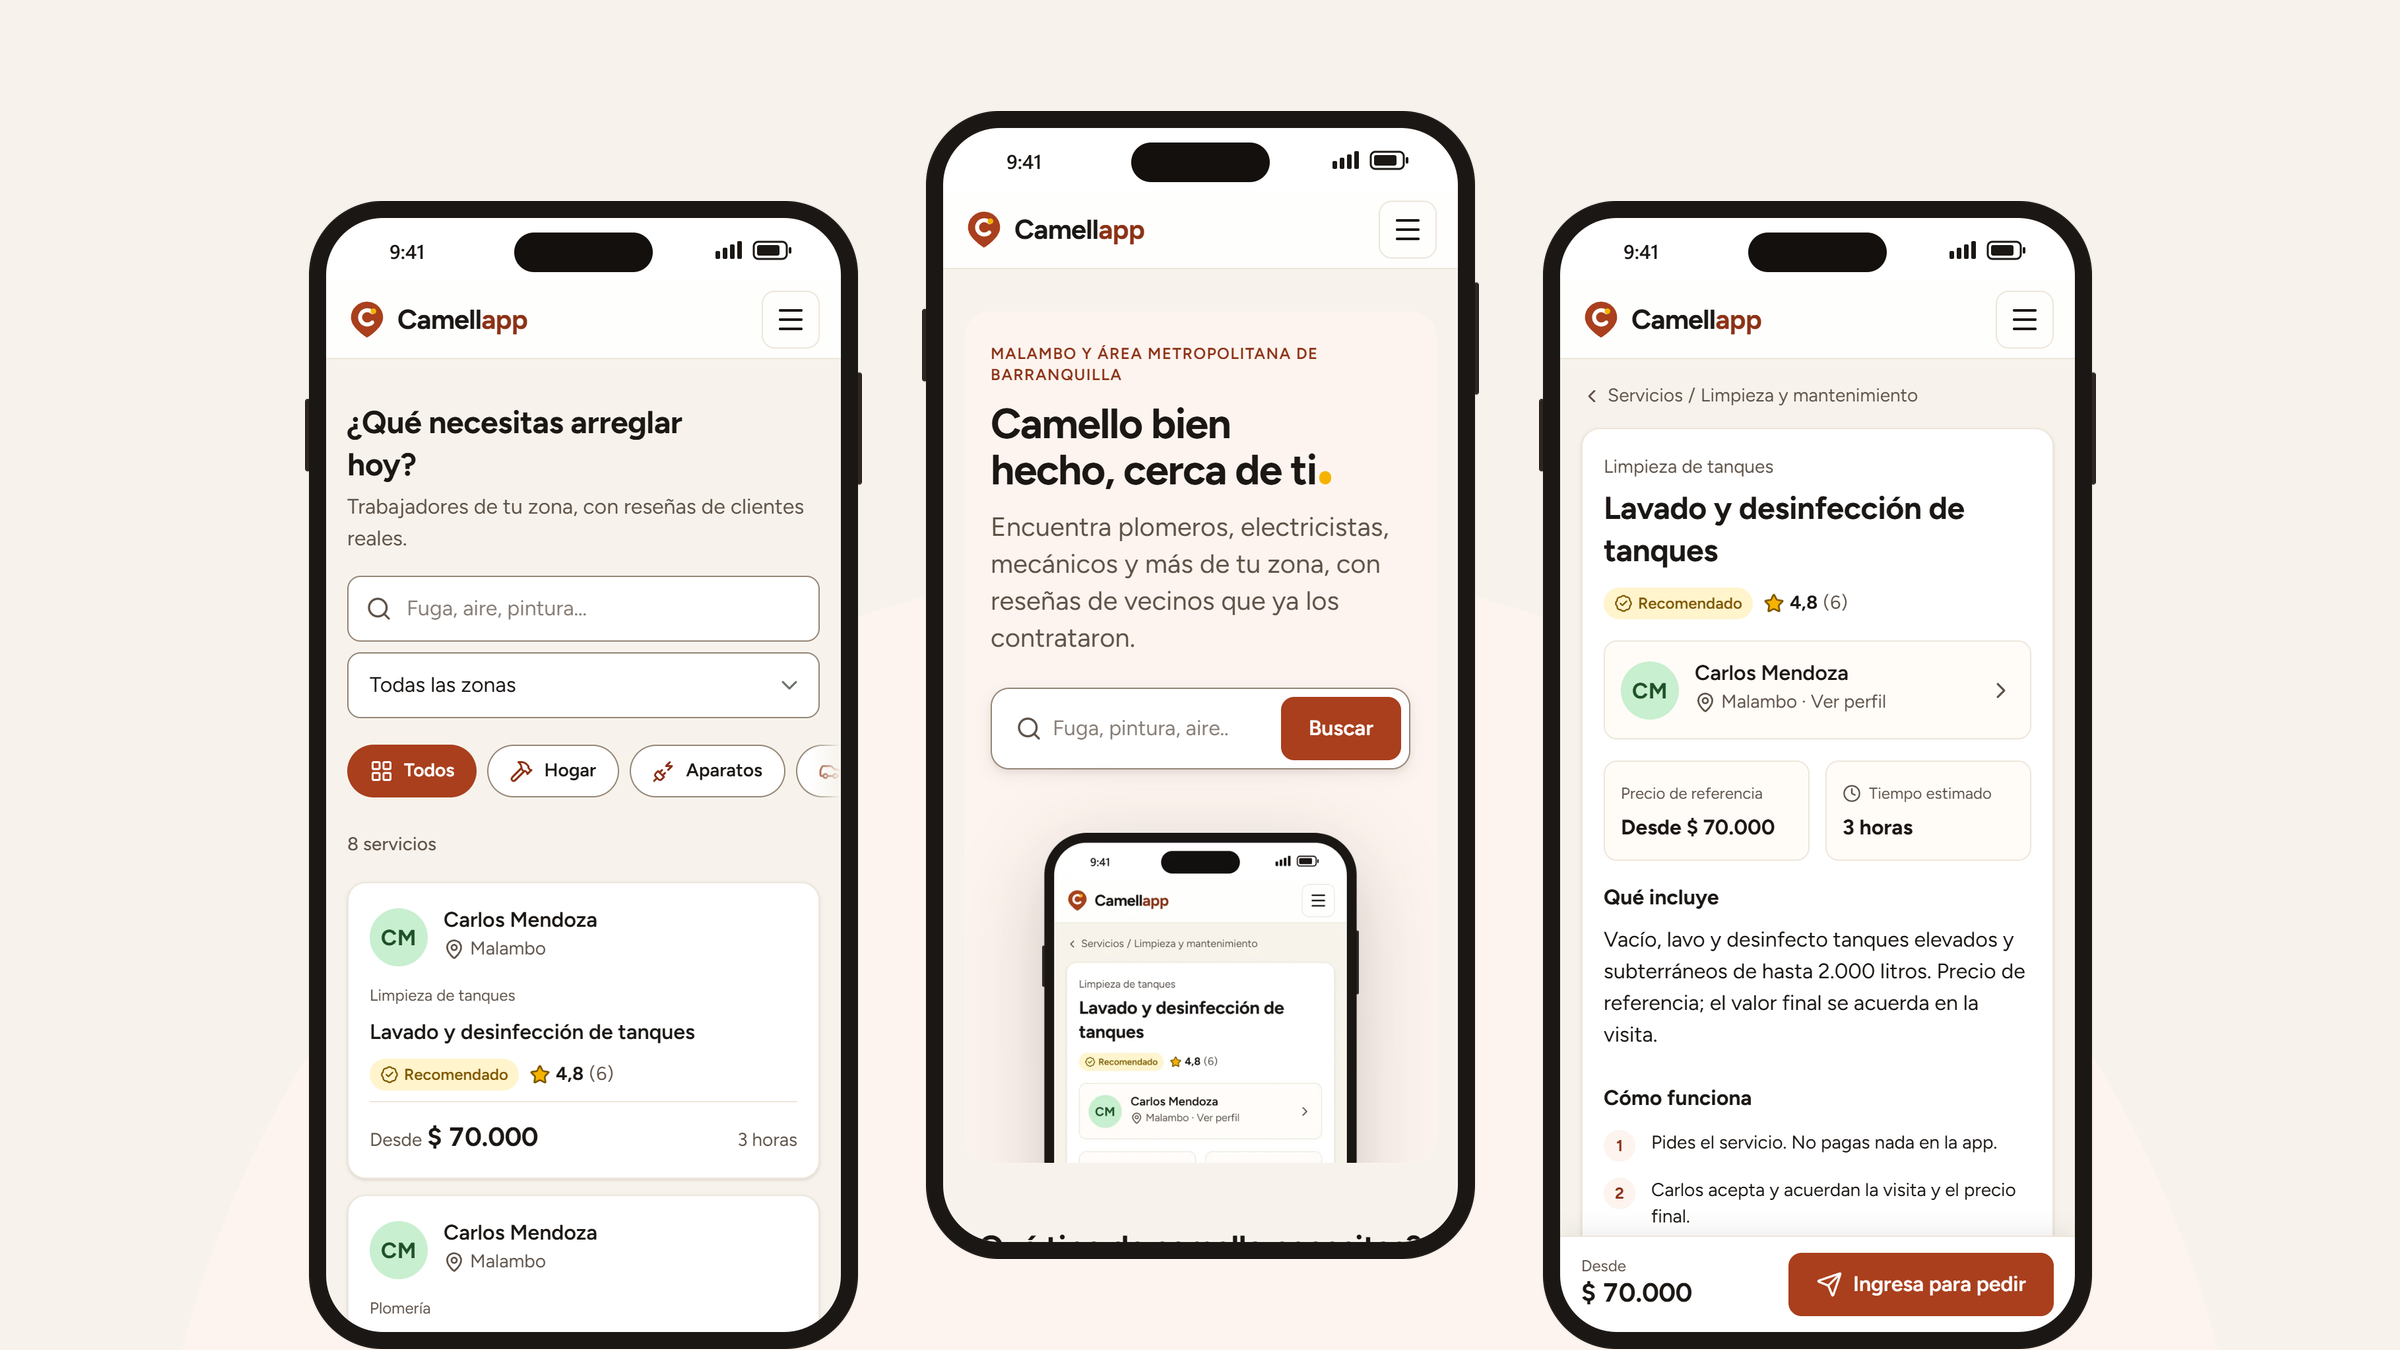 9:41
Camellapp
¿Qué necesitas arreglar
hoy?
Trabajadores de tu zona, con reseñas de clientes
reales.
Fuga, aire, pintura...
Todas las zonas
Todos
Hogar
Aparatos
8 servicios
CM
Carlos Mendoza
Malambo
Limpieza de tanques
Lavado y desinfección de tanques
Recomendado
4,8 (6)
Desde $ 70.000
3 horas
CM
Carlos Mendoza
Malambo
Plomería
9:41
Camellapp
MALAMBO Y ÁREA METROPOLITANA DE
BARRANQUILLA
Camello bien
hecho, cerca de ti.
Encuentra plomeros, electricistas,
mecánicos y más de tu zona, con
reseñas de vecinos que ya los
contrataron.
Fuga, pintura, aire..
Buscar
9:41
Camellapp
Servicios / Limpieza y mantenimiento
Limpieza de tanques
Lavado y desinfección de
tanques
Recomendado
4,8 (6)
CM
Carlos Mendoza
Malambo · Ver perfil
9:41
Camellapp
Servicios / Limpieza y mantenimiento
Limpieza de tanques
Lavado y desinfección de
tanques
Recomendado
4,8 (6)
CM
Carlos Mendoza
Malambo · Ver perfil
Precio de referencia
Desde $ 70.000
Tiempo estimado
3 horas
Qué incluye
Vacío, lavo y desinfecto tanques elevados y
subterráneos de hasta 2.000 litros. Precio de
referencia; el valor final se acuerda en la
visita.
Cómo funciona
1 Pides el servicio. No pagas nada en la app.
2 Carlos acepta y acuerdan la visita y el precio
final.
Desde
$ 70.000
Ingresa para pedir